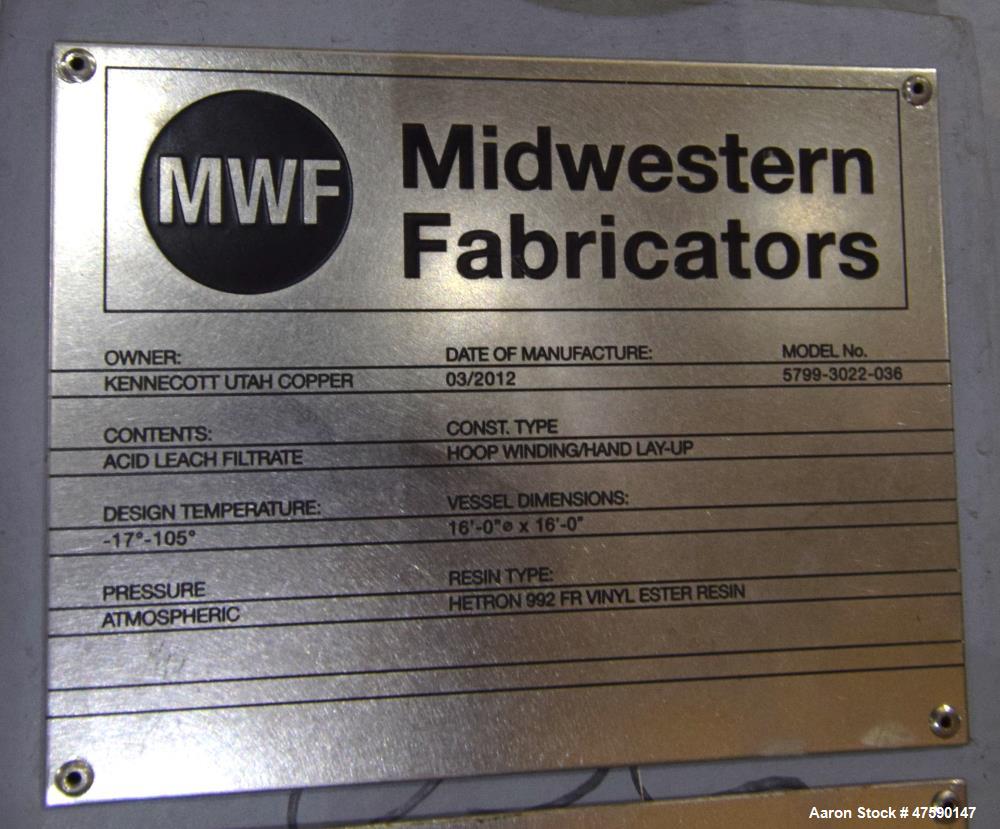 MWF
Midwestern
Fabricators
OWNER: DATE OF MANUFACTURE: MODEL No.
KENNECOTT UTAH COPPER 03/2012 5799-3022-036
CONTENTS: CONST. TYPE
ACID LEACH FILTRATE HOOP WINDING/HAND LAY-UP
DESIGN TEMPERATURE: VESSEL DIMENSIONS:
-17°-105° 16'-0"⌀ x 16'-0"
PRESSURE RESIN TYPE:
ATMOSPHERIC HETRON 992 FR VINYL ESTER RESIN
Aaron Stock # 47590147